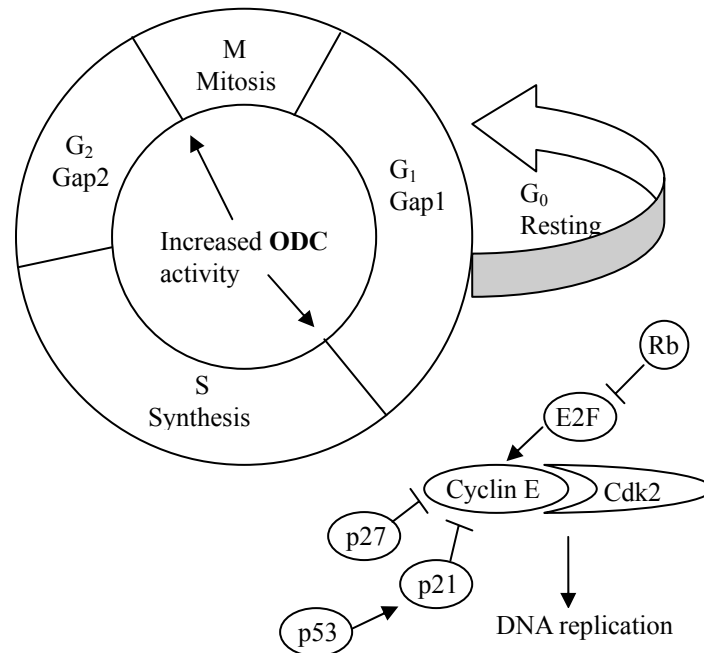 M
Mitosis
G₂
Gap2
G₁
Gap1
G₀
Resting
Increased ODC
activity
S
Synthesis
Rb
E2F
Cyclin E
Cdk2
p27
p21
p53
DNA replication